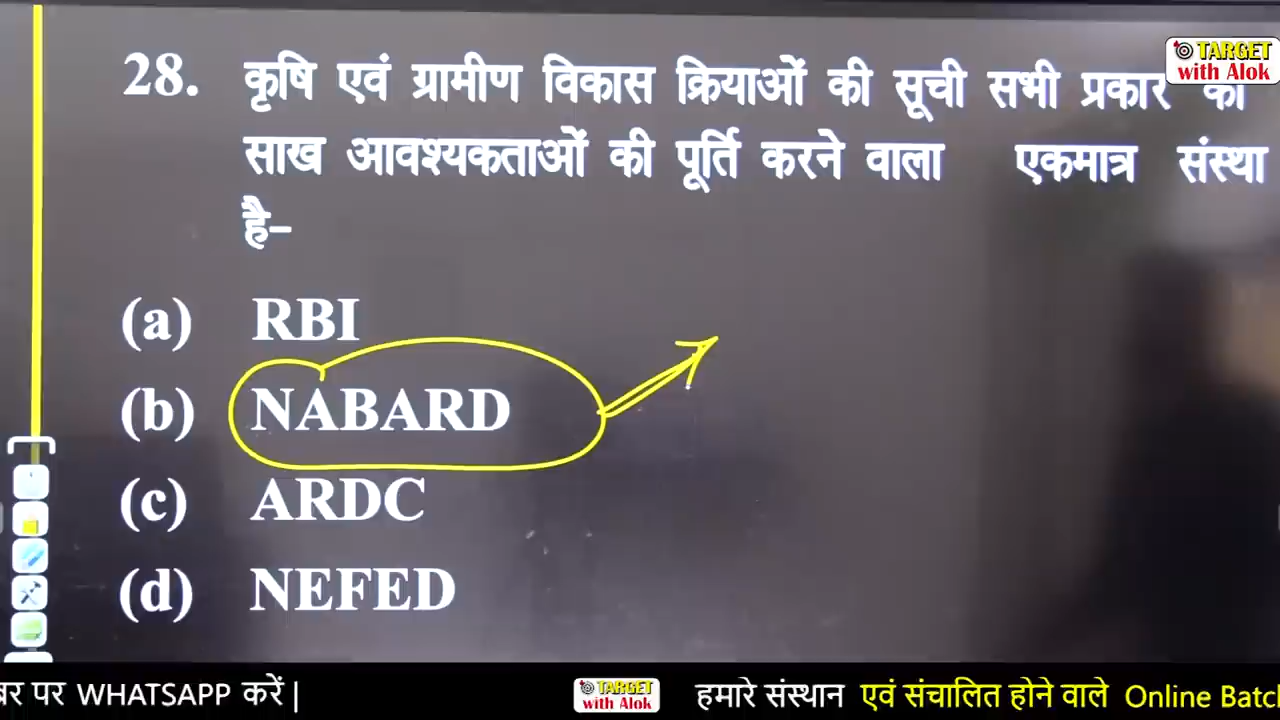 TARGET
with Alok
28. कृषि एवं ग्रामीण विकास क्रियाओं की सूची सभी प्रकार की
साख आवश्यकताओं की पूर्ति करने वाला एकमात्र संस्था
है–
(a) RBI
(b) NABARD
(c) ARDC
(d) NEFED
पर WHATSAPP करें |
TARGET
with Alok
हमारे संस्थान एवं संचालित होने वाले Online